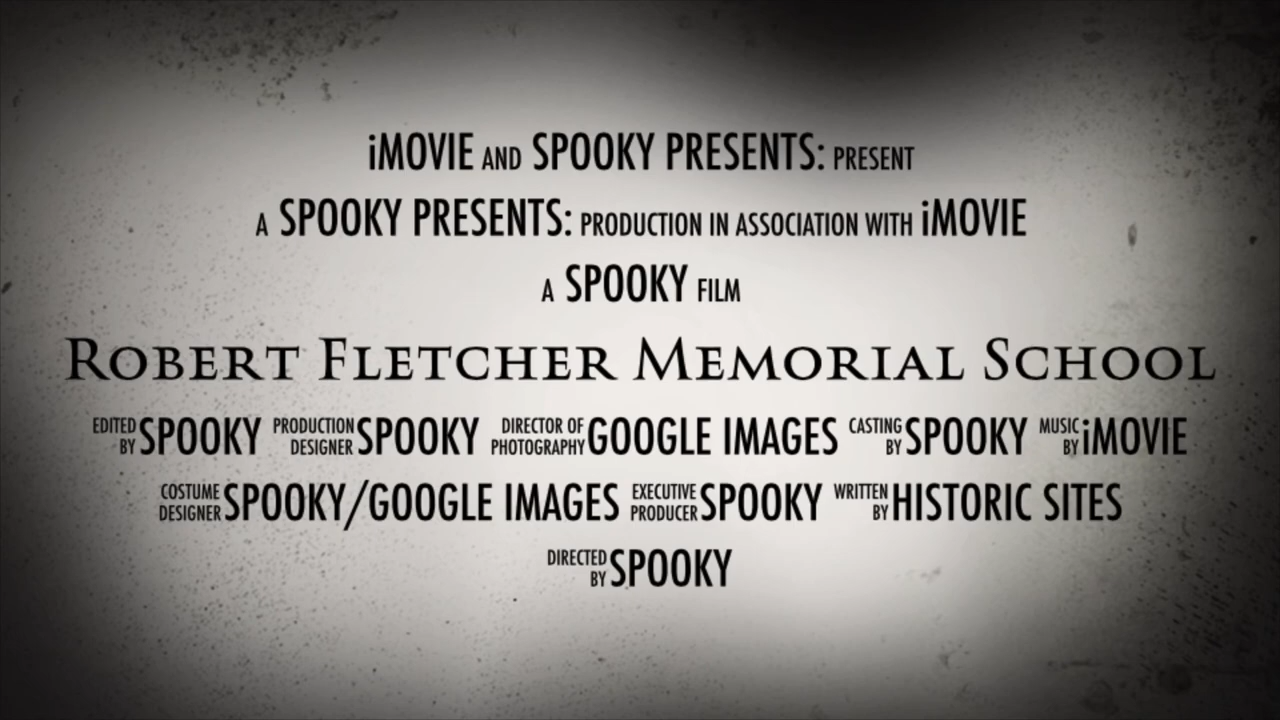 iMOVIE AND SPOOKY PRESENTS: PRESENT
A SPOOKY PRESENTS: PRODUCTION IN ASSOCIATION WITH iMOVIE
A SPOOKY FILM
ROBERT FLETCHER MEMORIAL SCHOOL
EDITED BY SPOOKY PRODUCTION DESIGNER SPOOKY DIRECTOR OF PHOTOGRAPHY GOOGLE IMAGES CASTING BY SPOOKY MUSIC BY iMOVIE
COSTUME DESIGNER SPOOKY/GOOGLE IMAGES EXECUTIVE PRODUCER SPOOKY WRITTEN BY HISTORIC SITES
DIRECTED BY SPOOKY